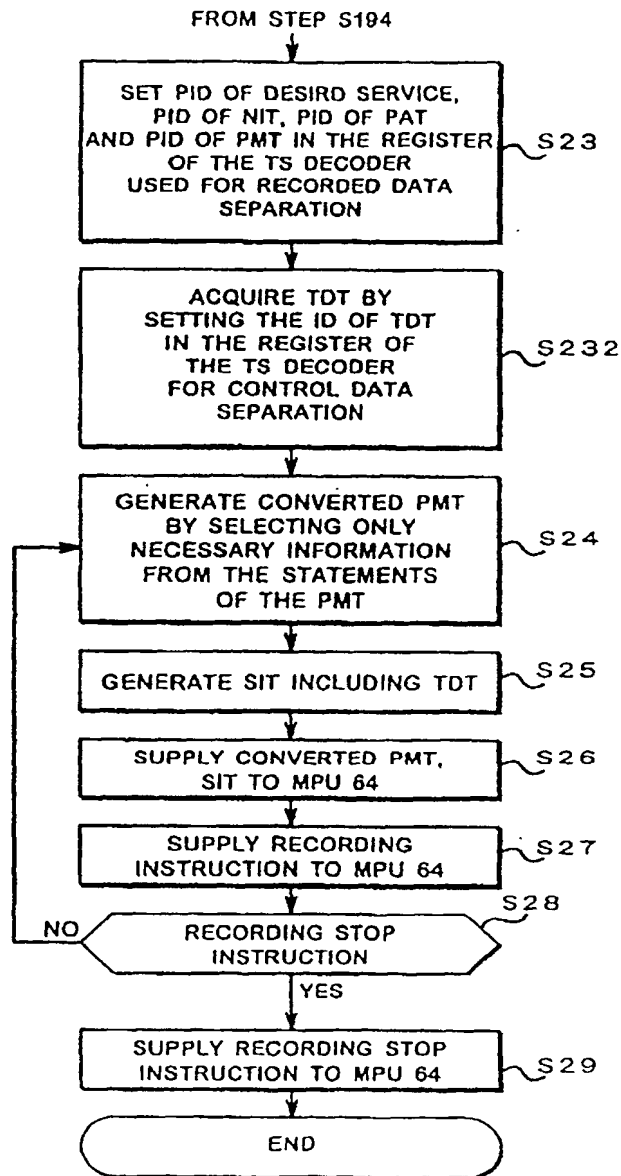 FROM STEP S194
SET PID OF DESIRD SERVICE,
PID OF NIT, PID OF PAT
AND PID OF PMT IN THE REGISTER
OF THE TS DECODER
USED FOR RECORDED DATA
SEPARATION
S23
ACQUIRE TDT BY
SETTING THE ID OF TDT
IN THE REGISTER OF
THE TS DECODER
FOR CONTROL DATA
SEPARATION
S232
GENERATE CONVERTED PMT
BY SELECTING ONLY
NECESSARY INFORMATION
FROM THE STATEMENTS
OF THE PMT
S24
GENERATE SIT INCLUDING TDT
S25
SUPPLY CONVERTED PMT,
SIT TO MPU 64
S26
SUPPLY RECORDING
INSTRUCTION TO MPU 64
S27
S28
NO
RECORDING STOP
INSTRUCTION
YES
SUPPLY RECORDING STOP
INSTRUCTION TO MPU 64
S29
END